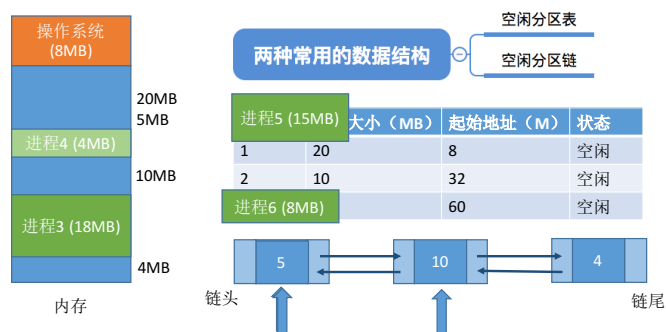 操作系统
(8MB)
20MB
5MB
进程4 (4MB)
10MB
进程3 (18MB)
4MB
内存
两种常用的数据结构
空闲分区表
空闲分区链
进程5 (15MB)
大小（MB） 起始地址（M） 状态
1 20 8 空闲
2 10 32 空闲
进程6 (8MB) 60 空闲
5 10 4
链头 链尾